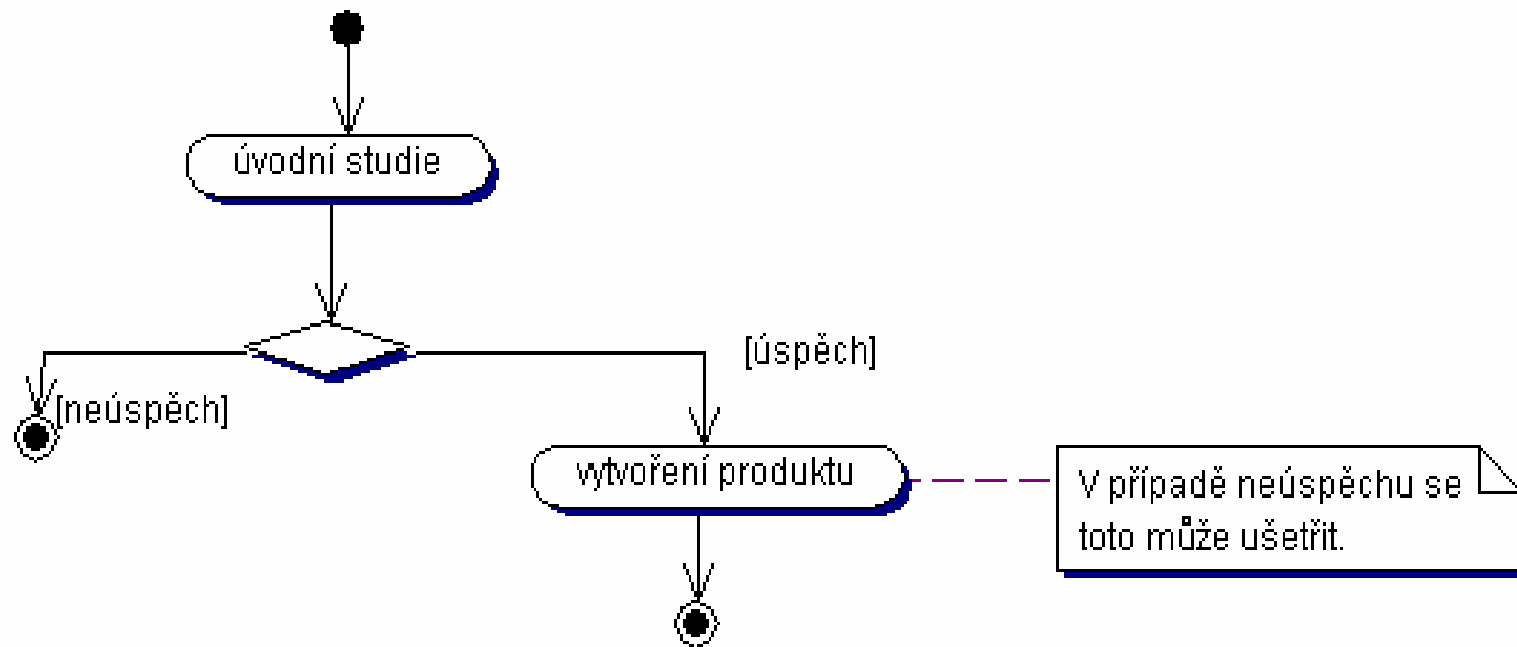 úvodní studie
[úspěch]
[neúspěch]
vytvoření produktu
V případě neúspěchu se
toto může ušetřit.